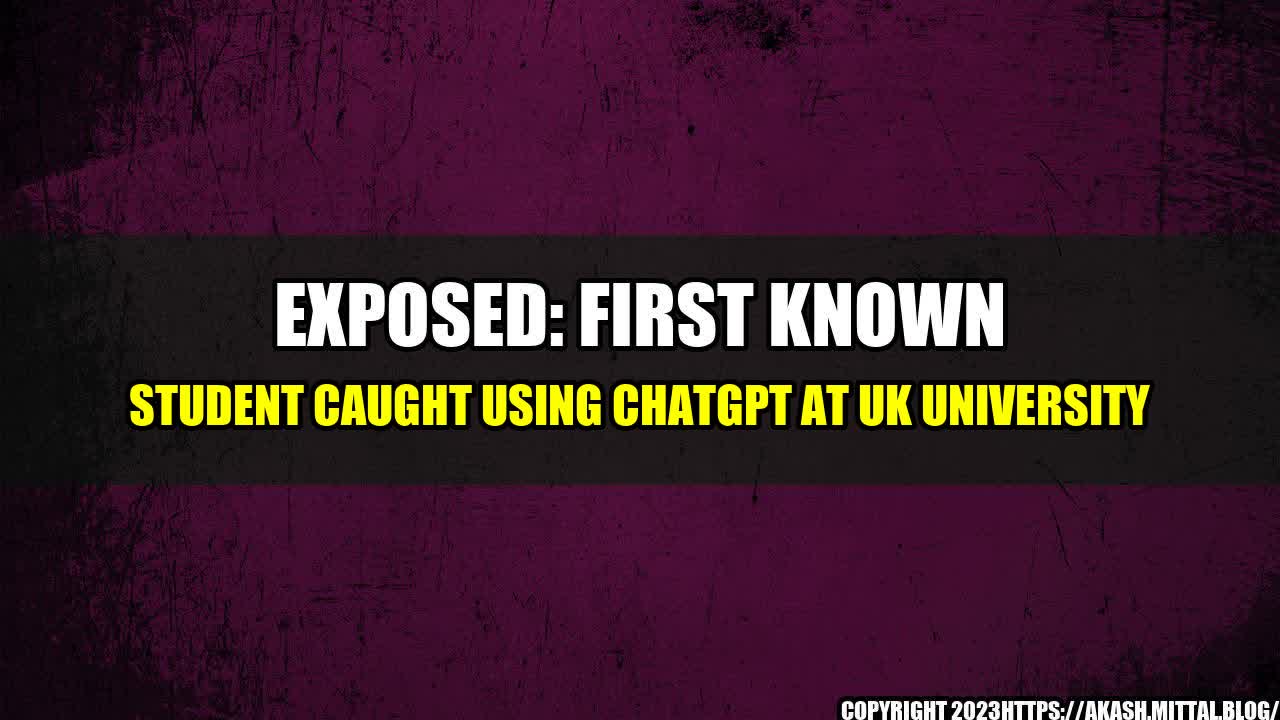 EXPOSED: FIRST KNOWN
STUDENT CAUGHT USING CHATGPT AT UK UNIVERSITY
COPYRIGHT 2023HTTPS://AKASH.MITTAL.BLOG/